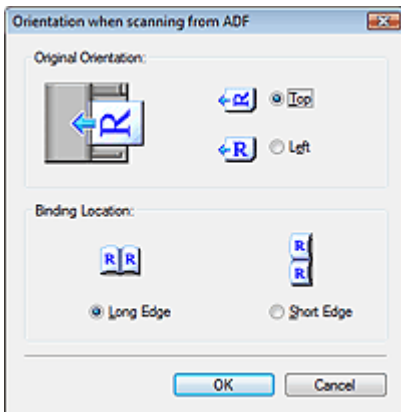 Orientation when scanning from ADF
Original Orientation:
R
R
Top
R
Left
Binding Location:
R R
R
R
Long Edge
Short Edge
OK
Cancel